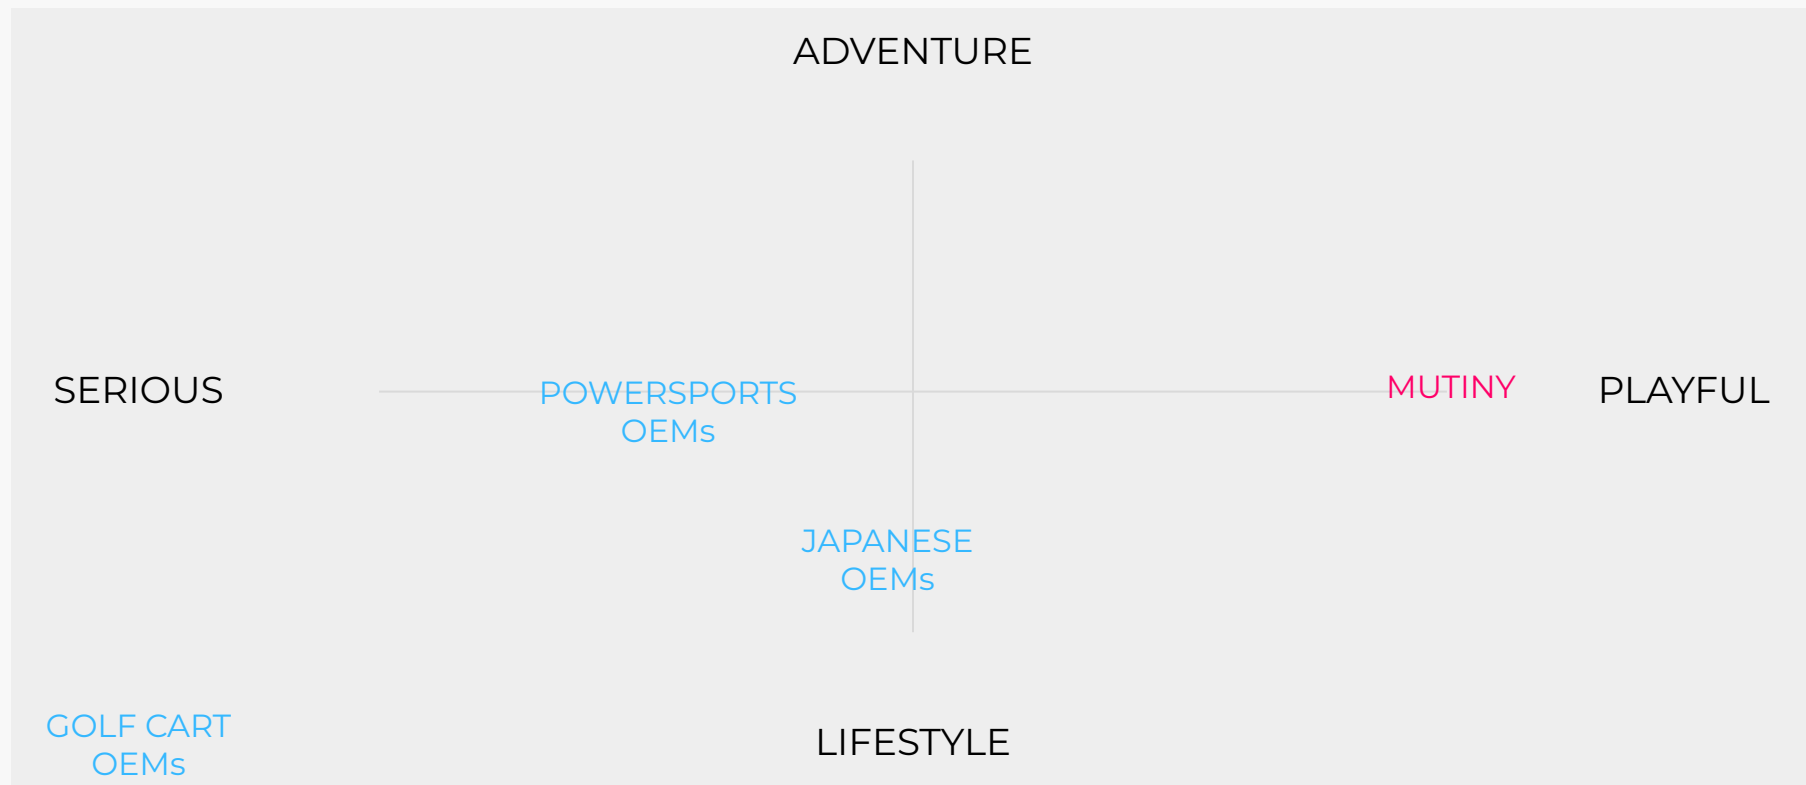 ADVENTURE
SERIOUS
POWERSPORTS
OEMs
MUTINY
PLAYFUL
JAPANESE
OEMs
GOLF CART
OEMs
LIFESTYLE